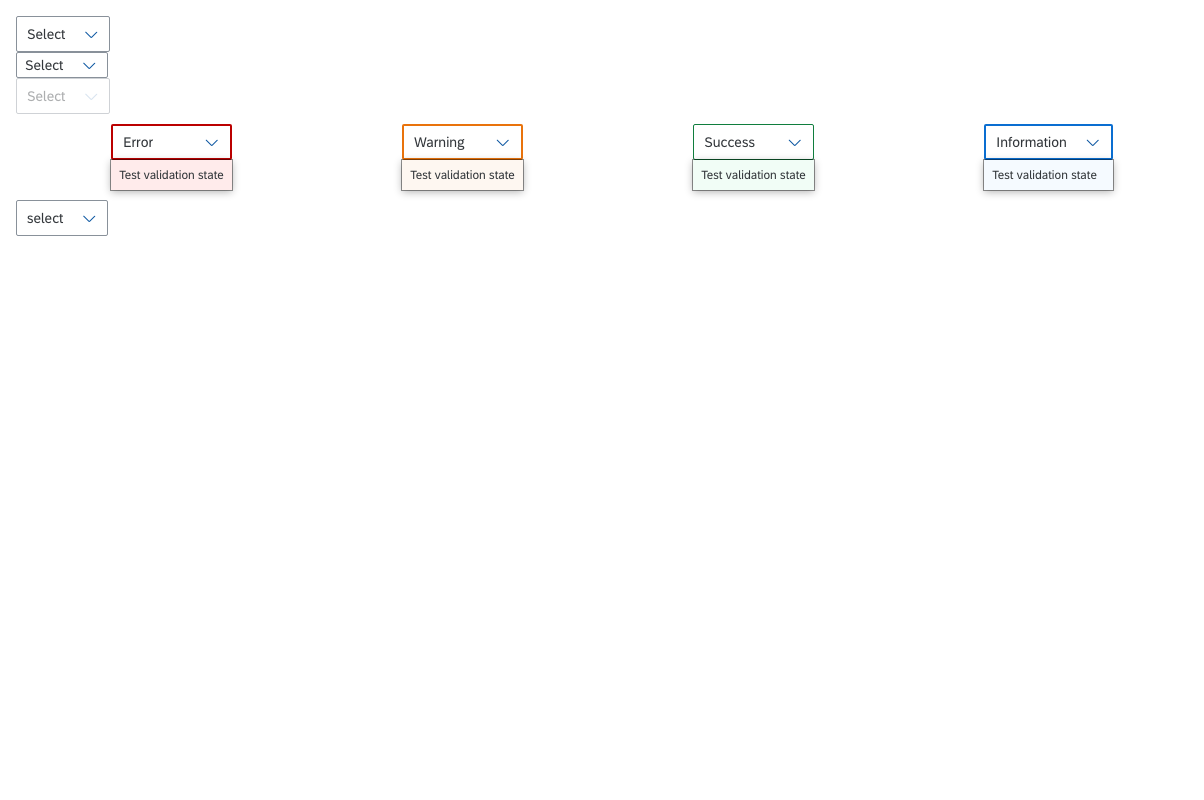 Select
Select
Select
Error Warning Success Information
Test validation state Test validation state Test validation state Test validation state
select